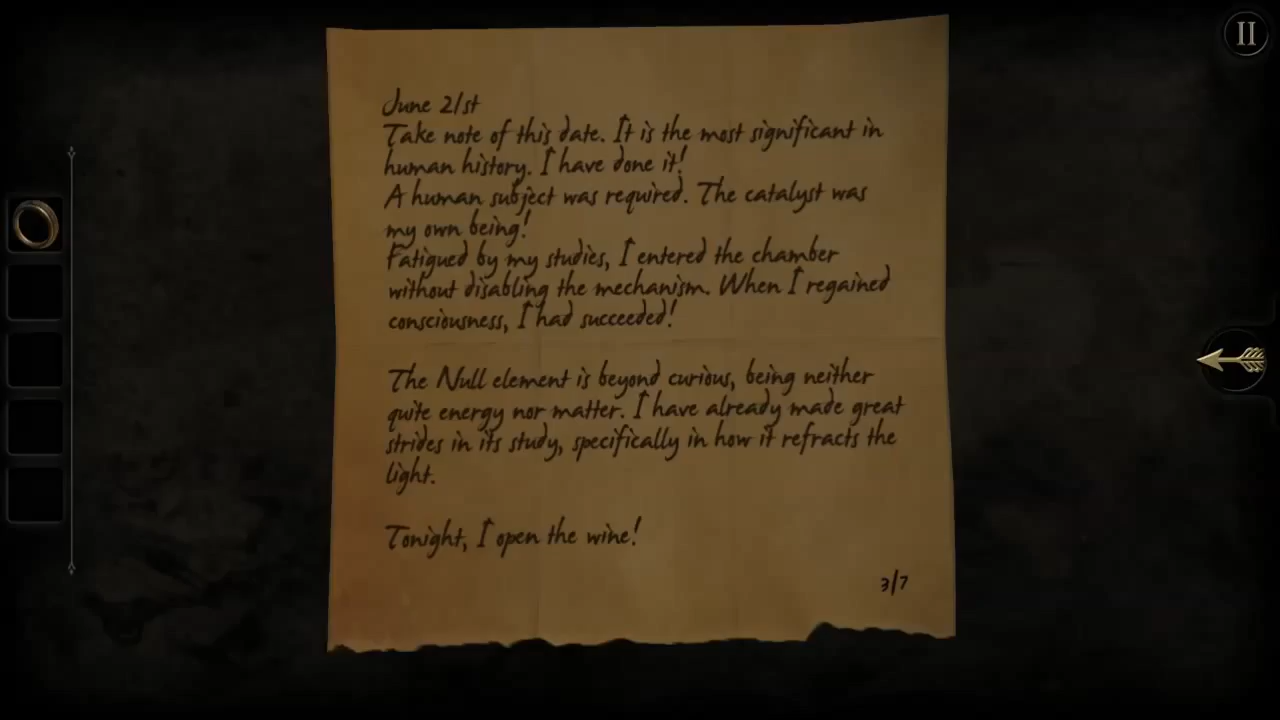 June 21st
Take note of this date. It is the most significant in
human history. I have done it!
A human subject was required. The catalyst was
my own being!
Fatigued by my studies, I entered the chamber
without disabling the mechanism. When I regained
consciousness, I had succeeded!
The Null element is beyond curious, being neither
quite energy nor matter. I have already made great
strides in its study, specifically in how it refracts the
light.
Tonight, I open the wine!
3/7